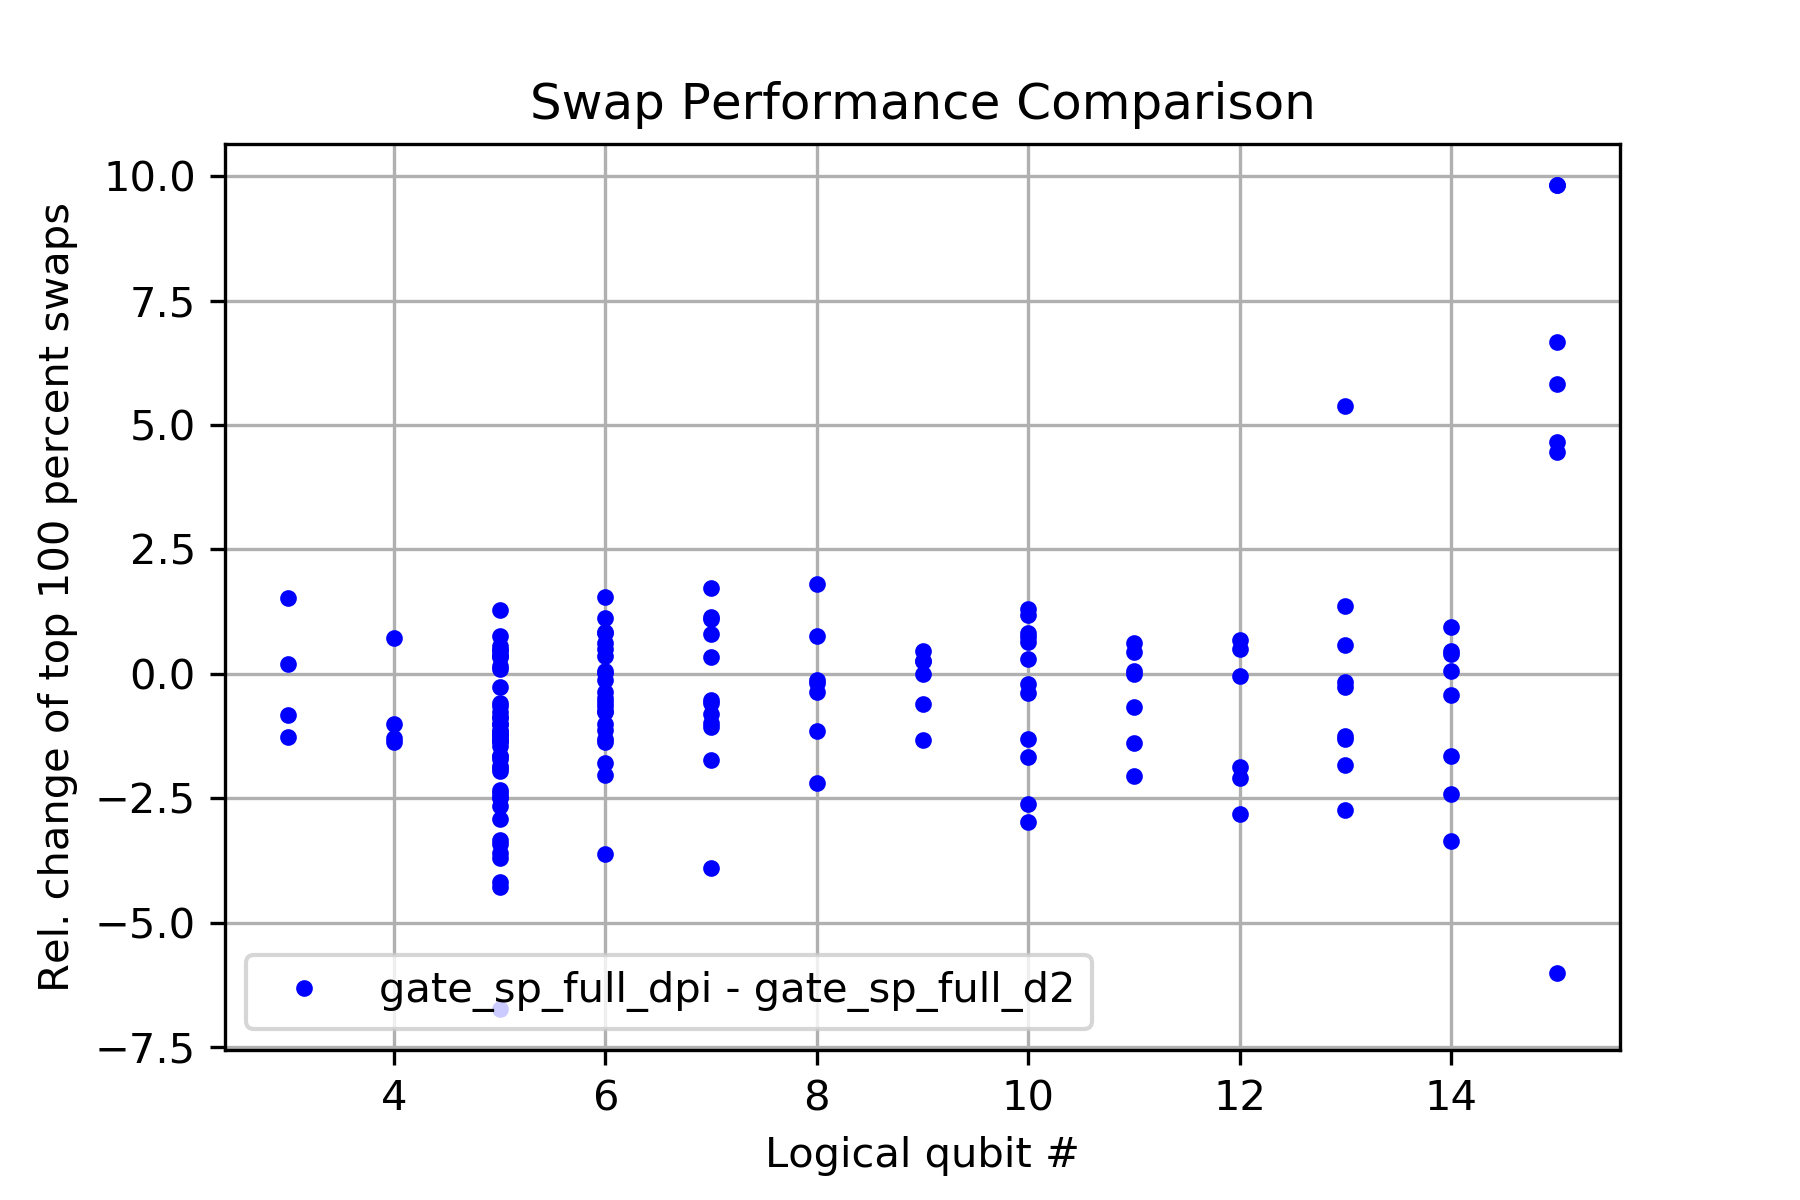 Swap Performance Comparison
Rel. change of top 100 percent swaps
10.0
7.5
5.0
2.5
0.0
−2.5
−5.0
−7.5
gate_sp_full_dpi - gate_sp_full_d2
4 6 8 10 12 14
Logical qubit #